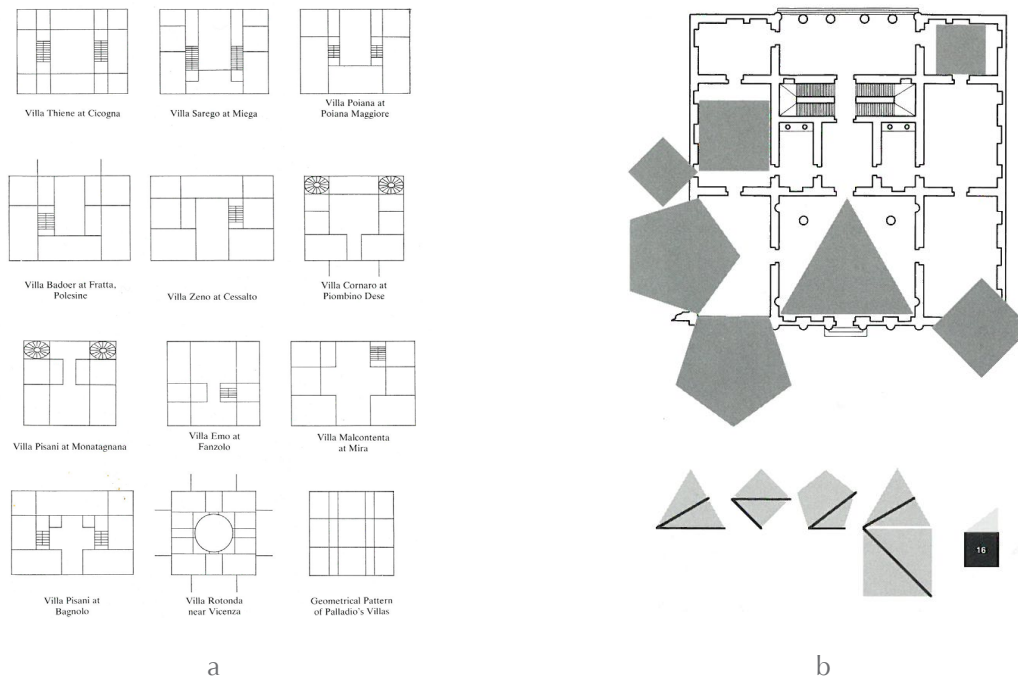 Villa Thiene at Cicogna
Villa Sarego at Miega
Villa Poiana at
Poiana Maggiore
Villa Badoer at Fratta,
Polesine
Villa Zeno at Cessalto
Villa Cornaro at
Piombino Dese
Villa Pisani at Monatagnana
Villa Emo at
Fanzolo
Villa Malcontenta
at Mira
Villa Pisani at
Bagnolo
Villa Rotonda
near Vicenza
Geometrical Pattern
of Palladio's Villas
a
16
b